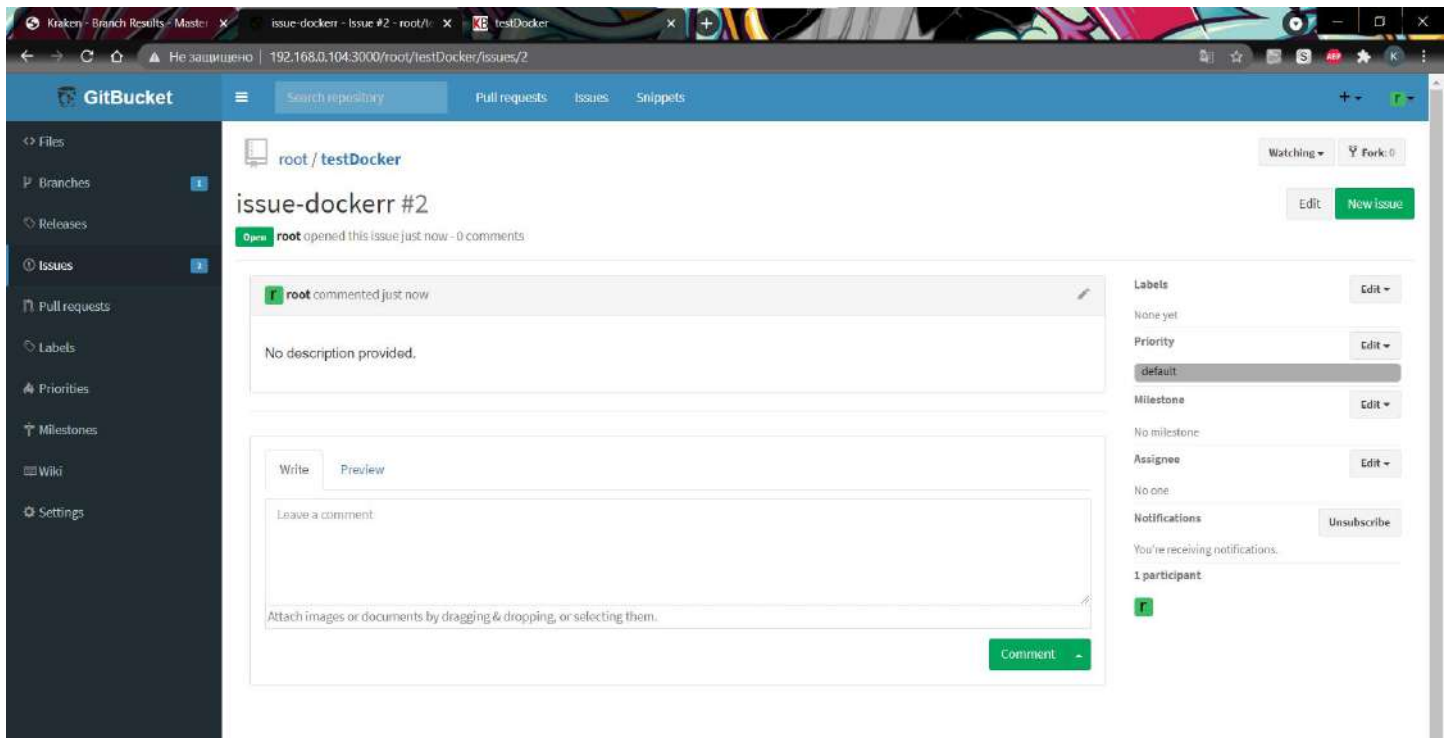 Kraken - Branch Results - Master
issue-dockerr - Issue #2 - root/te
KB testDocker
Не защищено | 192.168.0.104:3000/root/testDocker/issues/2
S
ABP
K
GitBucket
Search repository
Pull requests
Issues
Snippets
r
Files
root / testDocker
Watching
Fork: 0
Branches 1
issue-dockerr #2
Edit
New issue
Releases
Open root opened this issue just now - 0 comments
Issues 2
r root commented just now
Labels
Edit
Pull requests
None yet
Labels
No description provided.
Priority
Edit
default
Priorities
Milestone
Edit
Milestones
No milestone
Wiki
Write
Preview
Assignee
Edit
No one
Settings
Leave a comment
Notifications
Unsubscribe
You're receiving notifications.
1 participant
r
Attach images or documents by dragging & dropping, or selecting them.
Comment